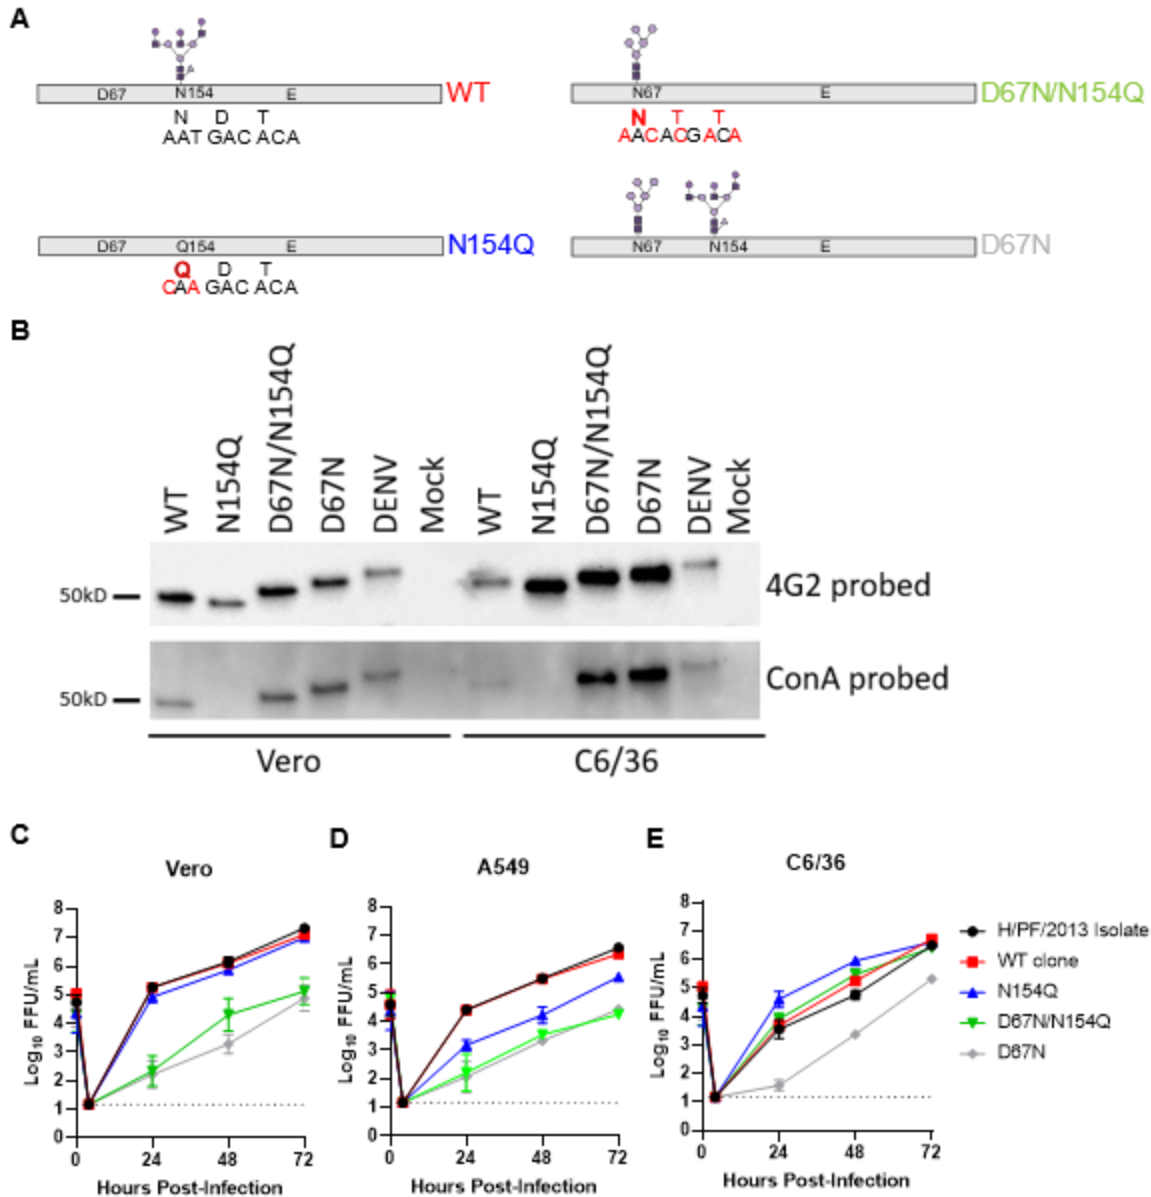 A
D67 N154 E WT
N D T
AAT GAC ACA
N67 E D67N/N154Q
N T T
AACACGACA
D67 Q154 E N154Q
Q D T
CAA GAC ACA
N67 N154 E D67N
B
WT
N154Q
D67N/N154Q
D67N
DENV
Mock
WT
N154Q
D67N/N154Q
D67N
DENV
Mock
50kD
4G2 probed
50kD
ConA probed
Vero
C6/36
C
Vero
Log10 FFU/mL
8
7
6
5
4
3
2
1
0
0 24 48 72
Hours Post-Infection
D
A549
Log10 FFU/mL
8
7
6
5
4
3
2
1
0
0 24 48 72
Hours Post-Infection
E
C6/36
Log10 FFU/mL
8
7
6
5
4
3
2
1
0
0 24 48 72
Hours Post-Infection
H/PF/2013 Isolate
WT clone
N154Q
D67N/N154Q
D67N